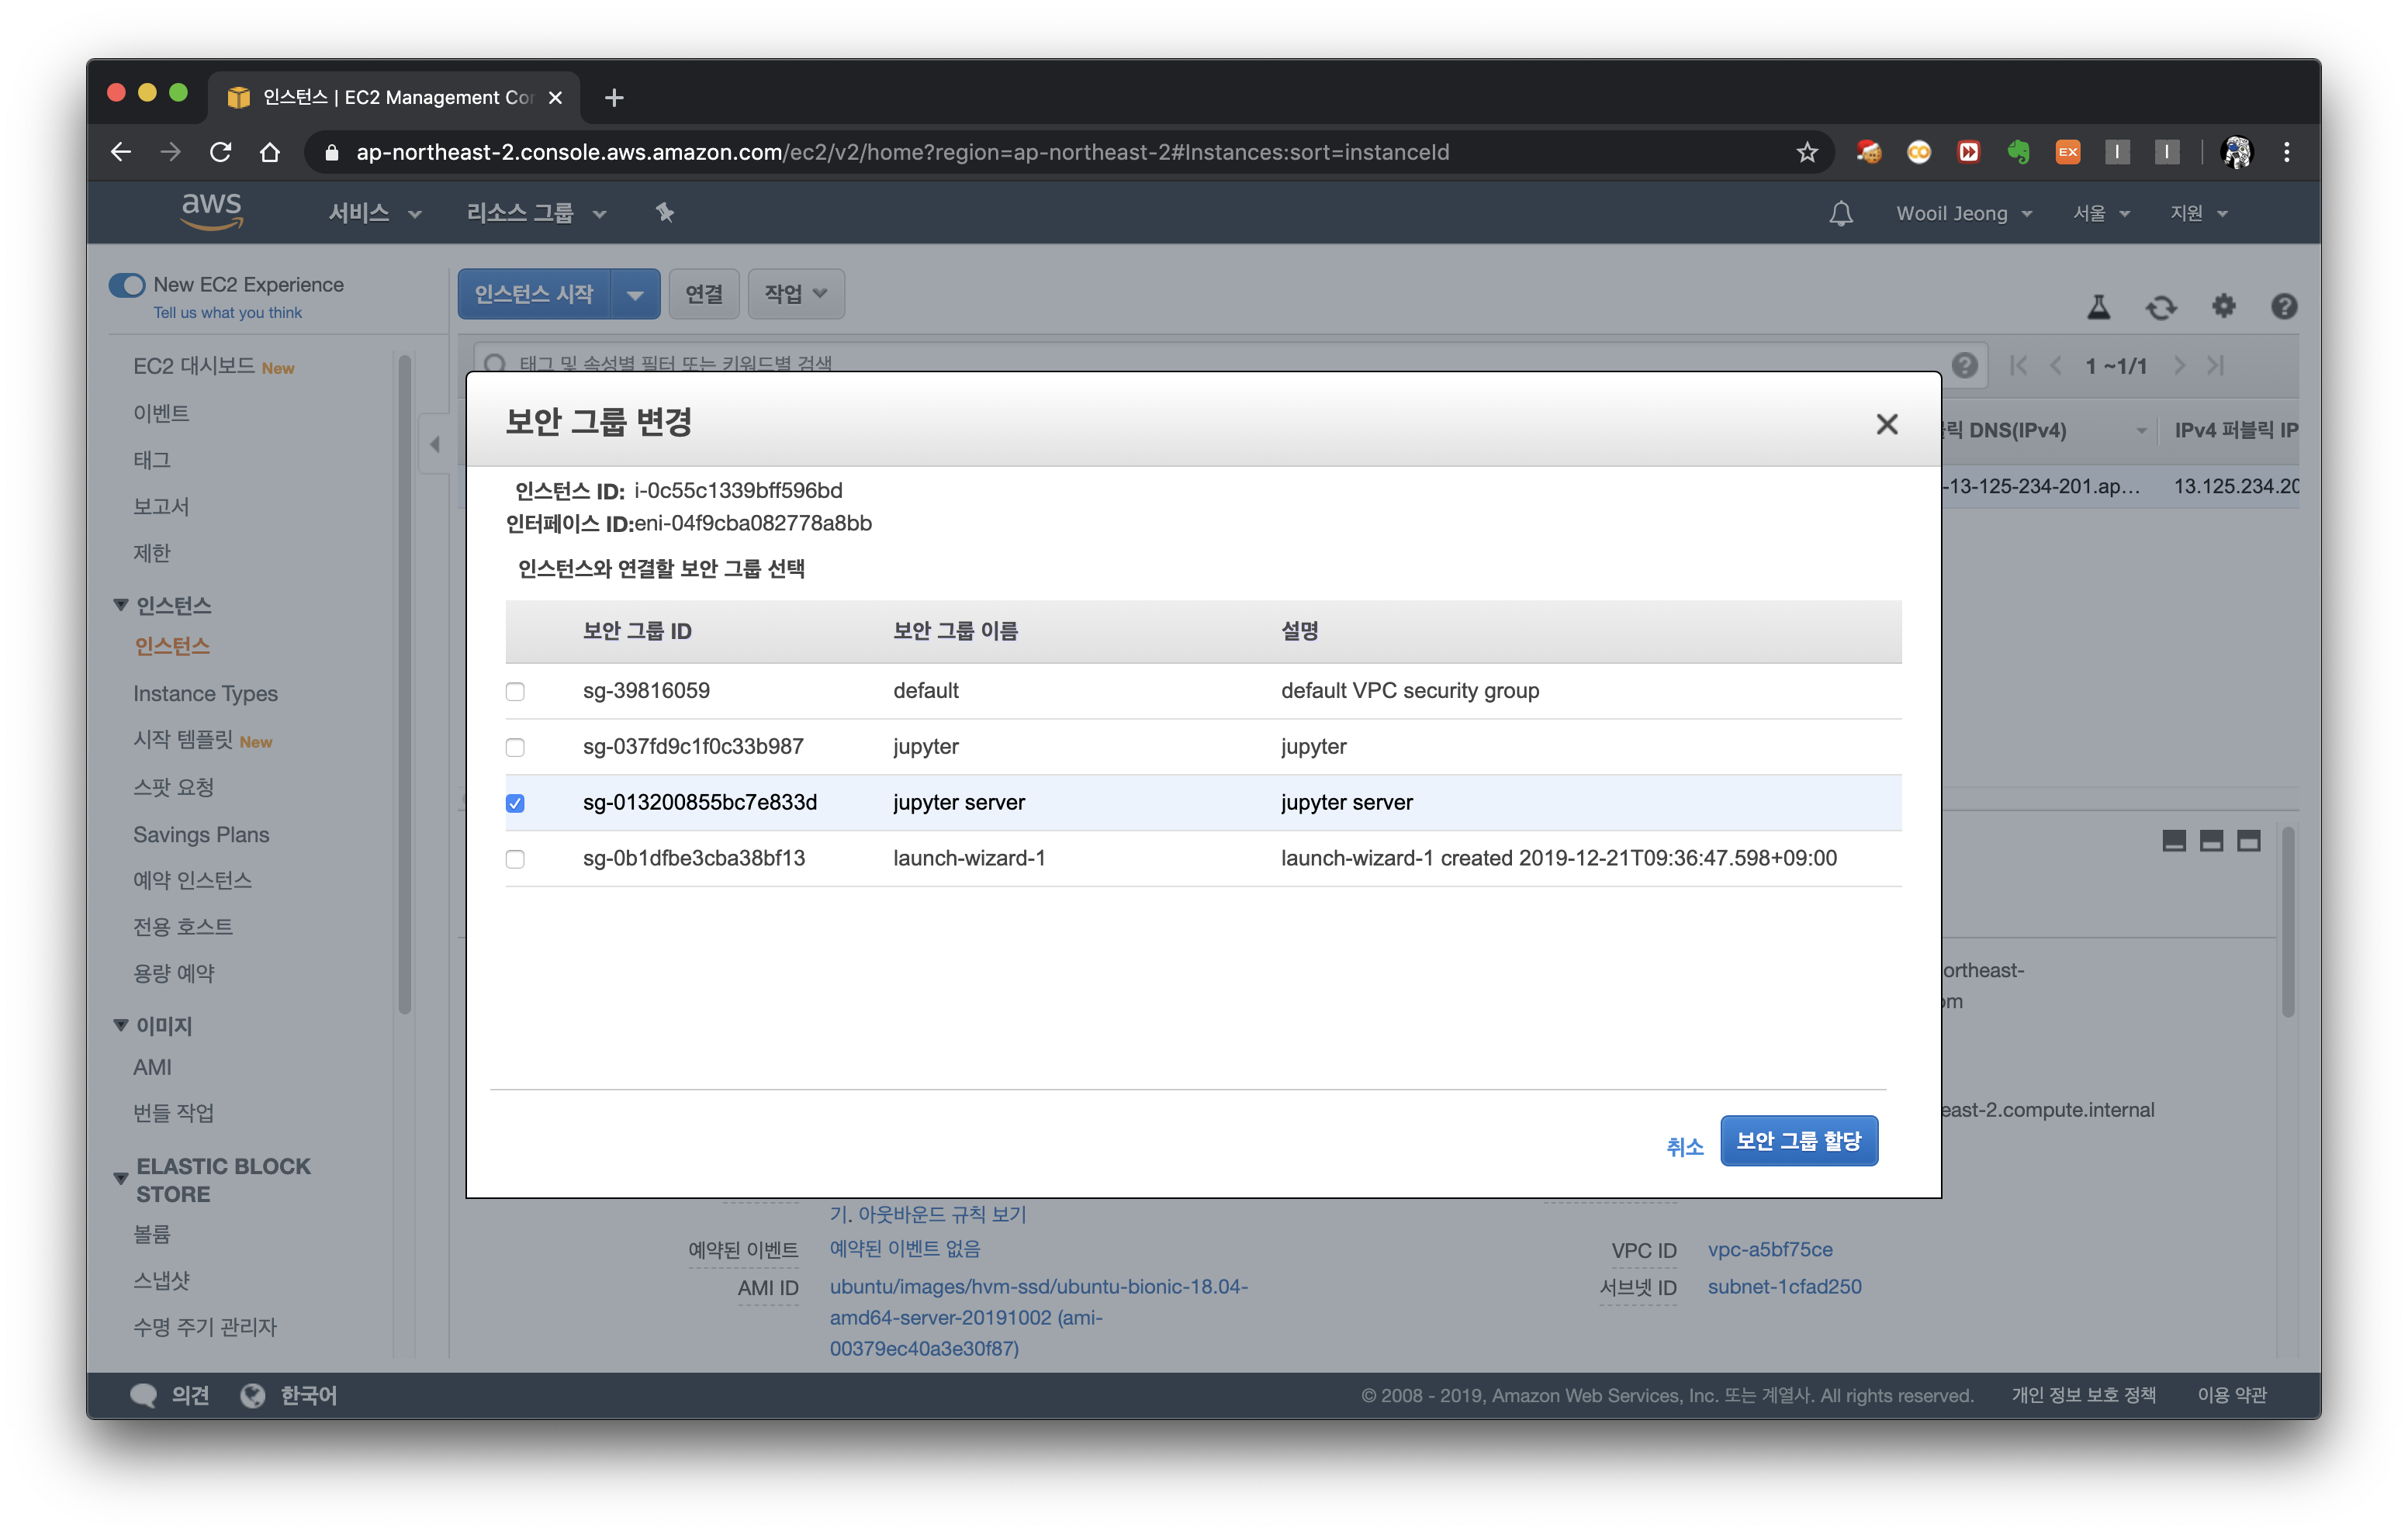 인스턴스 | EC2 Management Co
ap-northeast-2.console.aws.amazon.com/ec2/v2/home?region=ap-northeast-2#Instances:sort=instanceId
EX
aws
서비스
리소스 그룹
Wooil Jeong
서울
지원
New EC2 Experience
Tell us what you think
인스턴스 시작
연결
작업
EC2 대시보드 New
이벤트
태그
보고서
제한
인스턴스
인스턴스
Instance Types
시작 템플릿 New
스팟 요청
Savings Plans
예약 인스턴스
전용 호스트
용량 예약
이미지
AMI
번들 작업
ELASTIC BLOCK
STORE
볼륨
스냅샷
수명 주기 관리자
태그 및 속성별 필터 또는 키워드별 검색
1 ~1/1
DNS(IPv4)
IPv4 퍼블릭 IP
-13-125-234-201.ap...
13.125.234.20
보안 그룹 변경
인스턴스 ID: i-0c55c1339bff596bd
인터페이스 ID:eni-04f9cba082778a8bb
인스턴스와 연결할 보안 그룹 선택
보안 그룹 ID 보안 그룹 이름 설명
sg-39816059 default default VPC security group
sg-037fd9c1f0c33b987 jupyter jupyter
sg-013200855bc7e833d jupyter server jupyter server
sg-0b1dfbe3cba38bf13 launch-wizard-1 launch-wizard-1 created 2019-12-21T09:36:47.598+09:00
취소
보안 그룹 할당
ortheast-
om
east-2.compute.internal
기. 아웃바운드 규칙 보기
예약된 이벤트 예약된 이벤트 없음
VPC ID vpc-a5bf75ce
AMI ID ubuntu/images/hvm-ssd/ubuntu-bionic-18.04-
amd64-server-20191002 (ami-
00379ec40a3e30f87)
서브넷 ID subnet-1cfad250
의견
한국어
© 2008 - 2019, Amazon Web Services, Inc. 또는 계열사. All rights reserved.
개인 정보 보호 정책
이용 약관